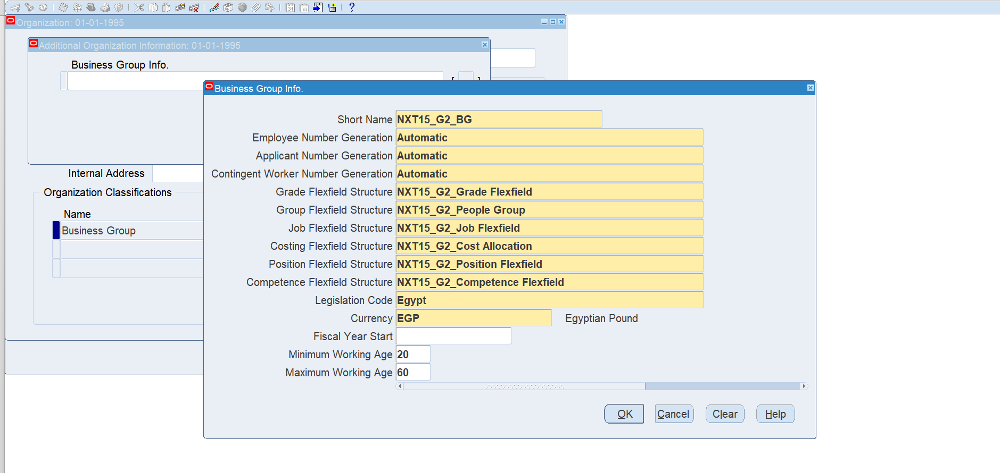 Organization: 01-01-1995
Additional Organization Information: 01-01-1995
Business Group Info.
[ ]
Internal Address
Organization Classifications
Name
Business Group
Business Group Info.
Short Name NXT15_G2_BG
Employee Number Generation Automatic
Applicant Number Generation Automatic
Contingent Worker Number Generation Automatic
Grade Flexfield Structure NXT15_G2_Grade Flexfield
Group Flexfield Structure NXT15_G2_People Group
Job Flexfield Structure NXT15_G2_Job Flexfield
Costing Flexfield Structure NXT15_G2_Cost Allocation
Position Flexfield Structure NXT15_G2_Position Flexfield
Competence Flexfield Structure NXT15_G2_Competence Flexfield
Legislation Code Egypt
Currency EGP Egyptian Pound
Fiscal Year Start
Minimum Working Age 20
Maximum Working Age 60
OK Cancel Clear Help